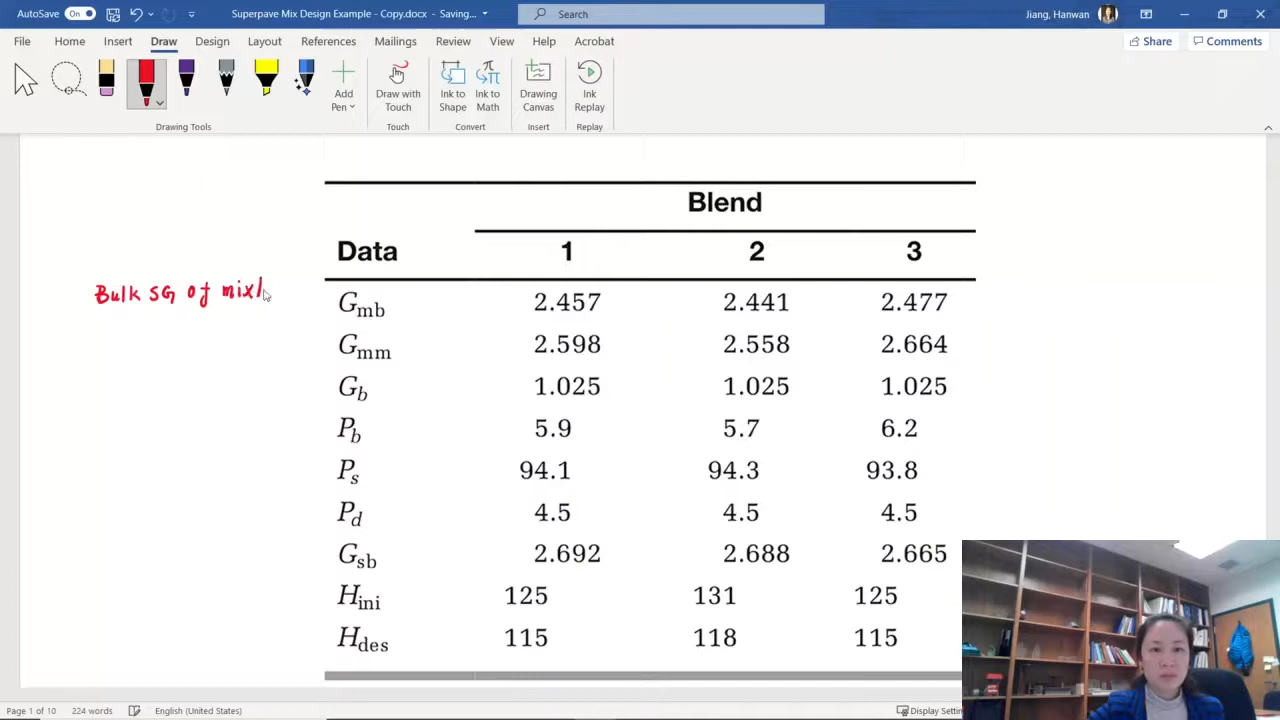 AutoSave On Superpave Mix Design Example - Copy.docx - Saving... Search Jiang, Hanwan
File Home Insert Draw Design Layout References Mailings Review View Help Acrobat Share Comments
Add Pen Draw with Touch Ink to Shape Ink to Math Drawing Canvas Ink Replay
Drawing Tools Touch Convert Insert Replay
Blend
Data 1 2 3
Bulk SG of mix
Gmb 2.457 2.441 2.477
Gmm 2.598 2.558 2.664
Gb 1.025 1.025 1.025
Pb 5.9 5.7 6.2
Ps 94.1 94.3 93.8
Pd 4.5 4.5 4.5
Gsb 2.692 2.688 2.665
Hini 125 131 125
Hdes 115 118 115
Page 1 of 10 224 words English (United States) Display Setting